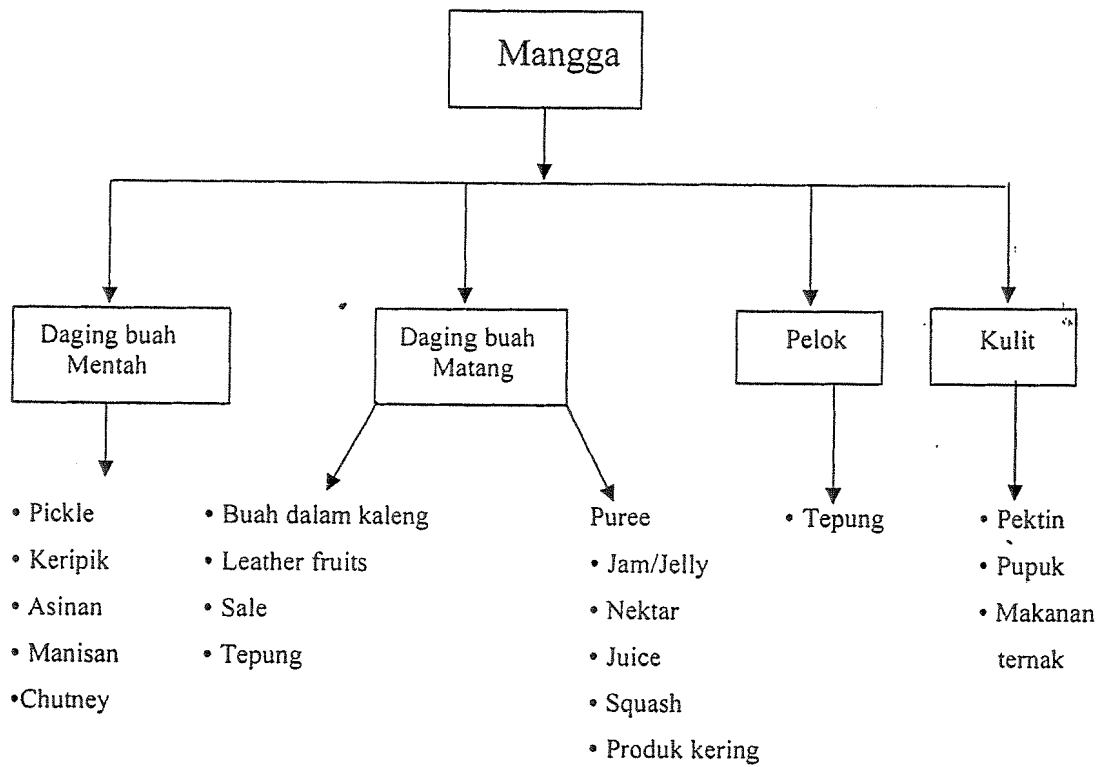 Mangga
Daging buah
Mentah
Daging buah
Matang
Pelok
Kulit
• Pickle
• Keripik
• Asinan
• Manisan
•Chutney
• Buah dalam kaleng
• Leather fruits
• Sale
• Tepung
Puree
• Jam/Jelly
• Nektar
• Juice
• Squash
• Produk kering
• Tepung
• Pektin
• Pupuk
• Makanan
ternak